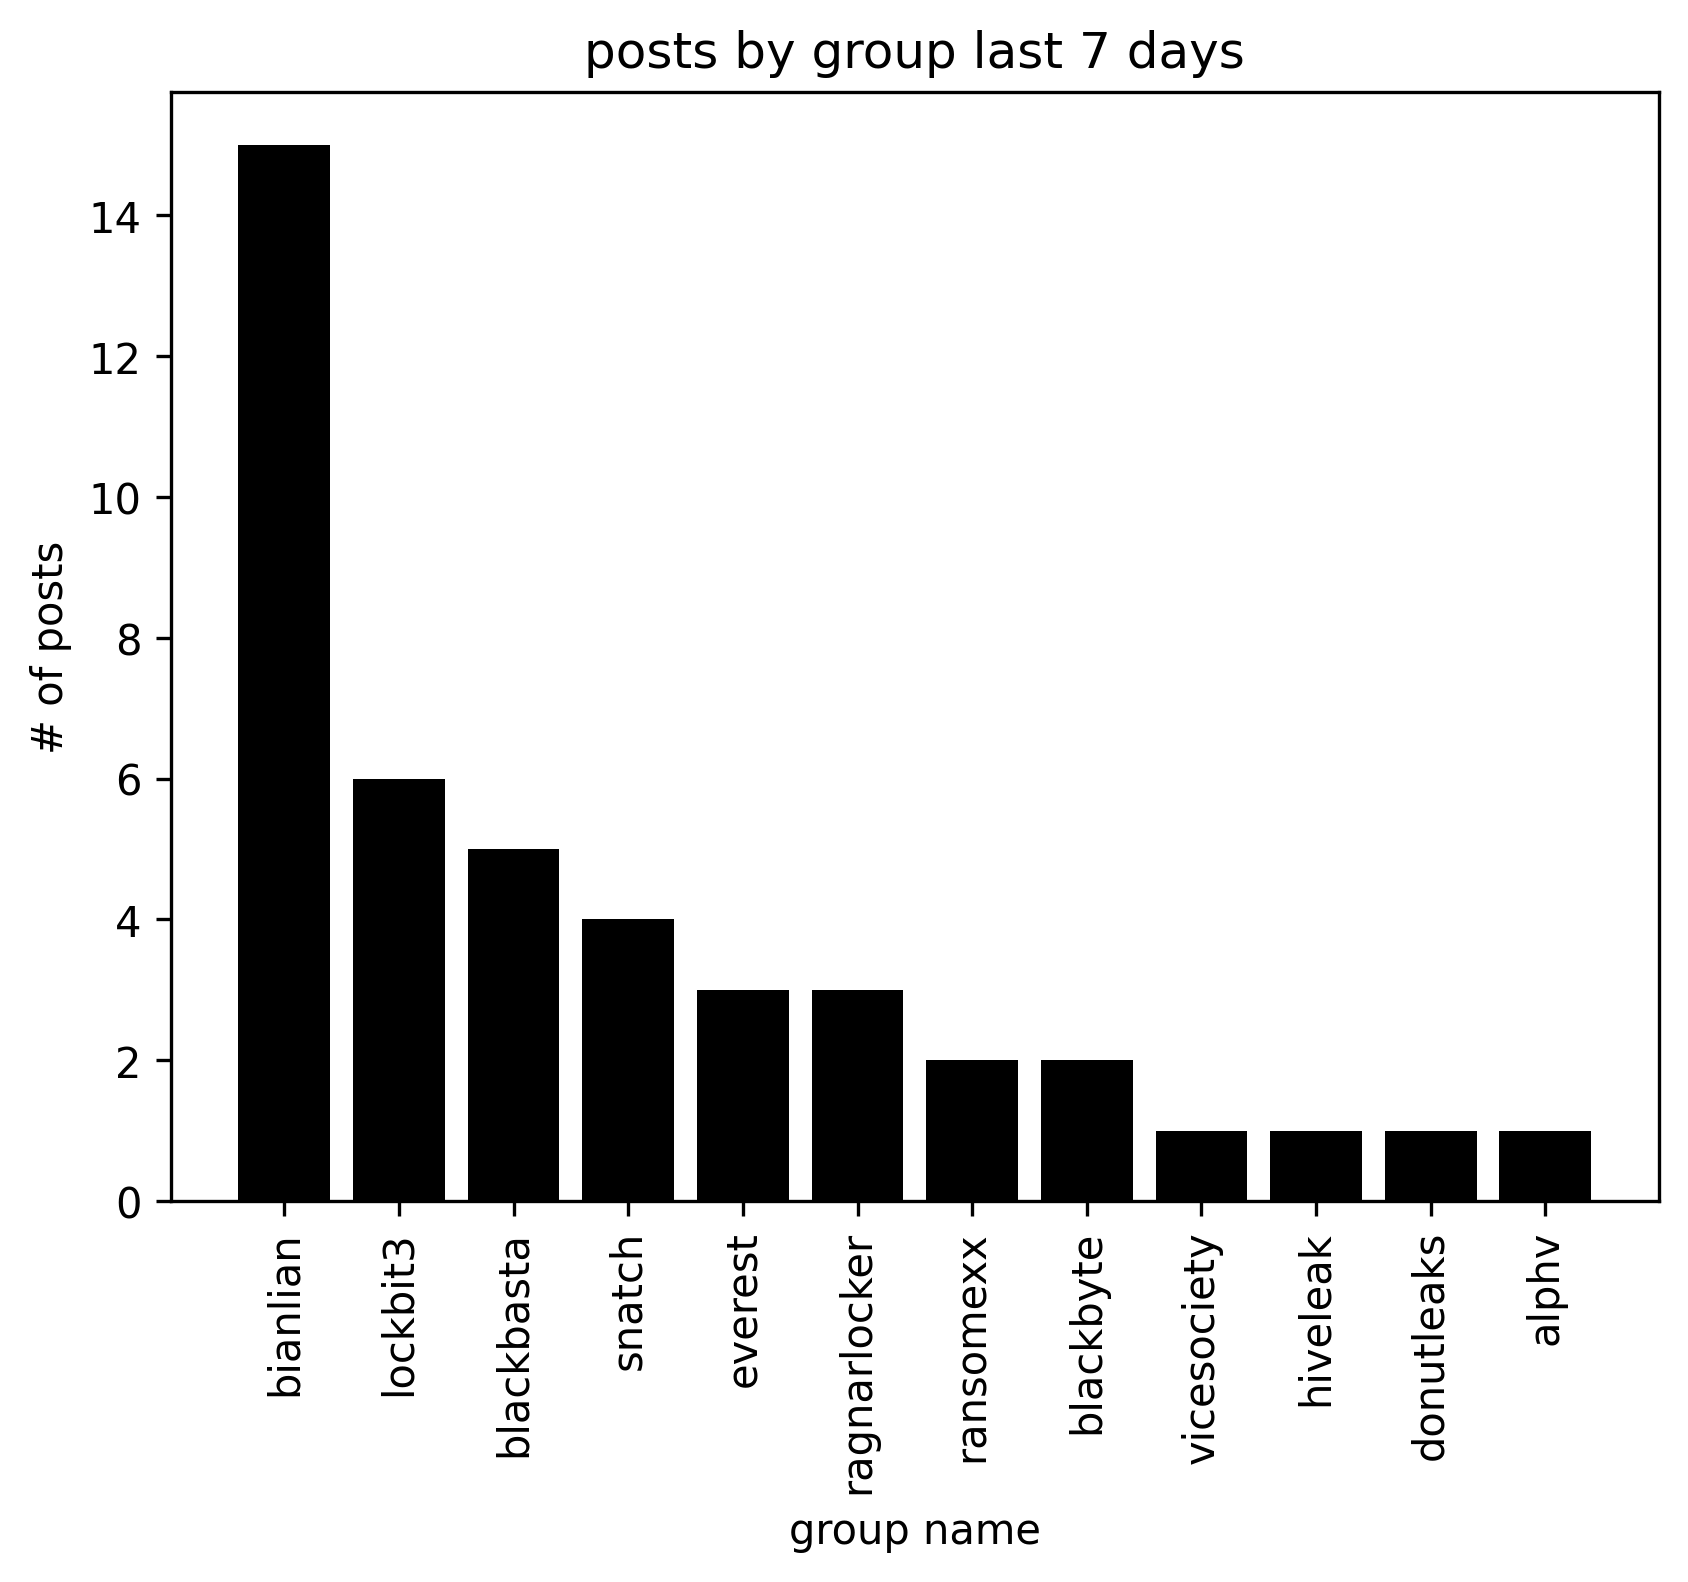 posts by group last 7 days
# of posts
14
12
10
8
6
4
2
0
bianlian
lockbit3
blackbasta
snatch
everest
ragnarlocker
ransomexx
blackbyte
vicesociety
hiveleak
donutleaks
alphv
group name